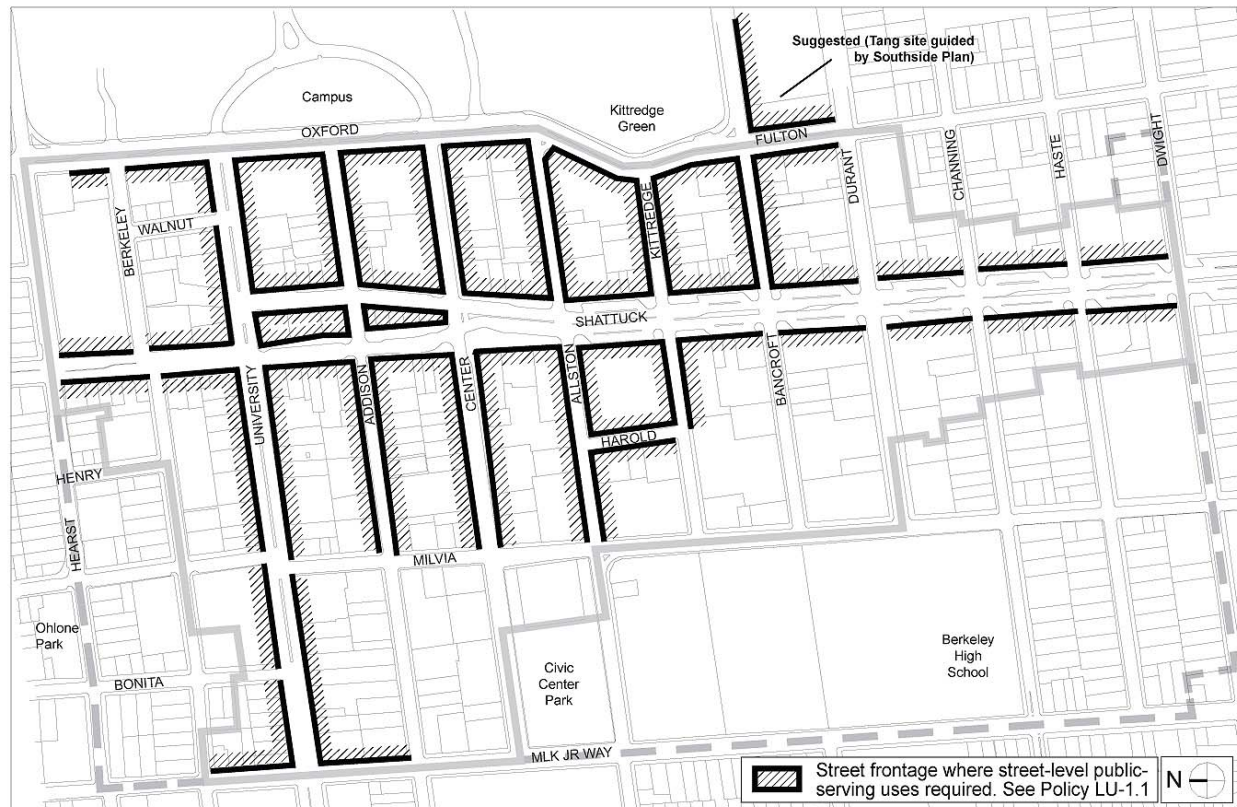 Suggested (Tang site guided
by Southside Plan)
Campus
Kittredge
Green
OXFORD
FULTON
DWIGHT
HASTE
CHANNING
DURANT
BERKELEY
WALNUT
KITTREDGE
SHATTUCK
UNIVERSITY
ADDISON
CENTER
ALLSTON
BANCROFT
HAROLD
HENRY
HEARST
MILVIA
Ohlone
Park
BONITA
Civic
Center
Park
Berkeley
High
School
MLK JR WAY
Street frontage where street-level public-
serving uses required. See Policy LU-1.1
N